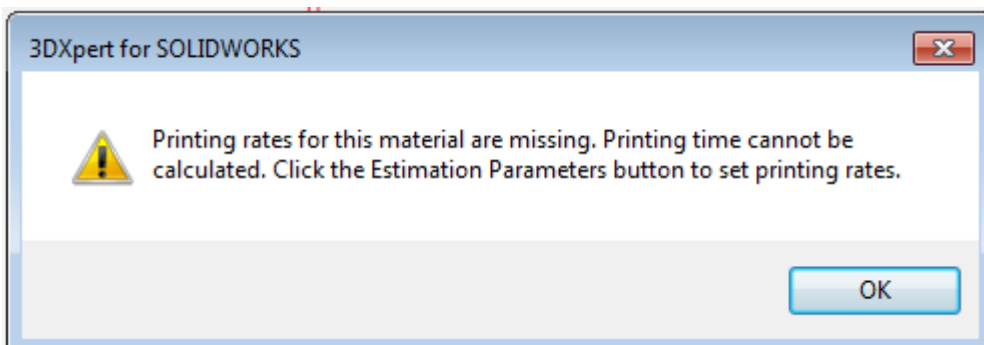 3DXpert for SOLIDWORKS
Printing rates for this material are missing. Printing time cannot be
calculated. Click the Estimation Parameters button to set printing rates.
OK